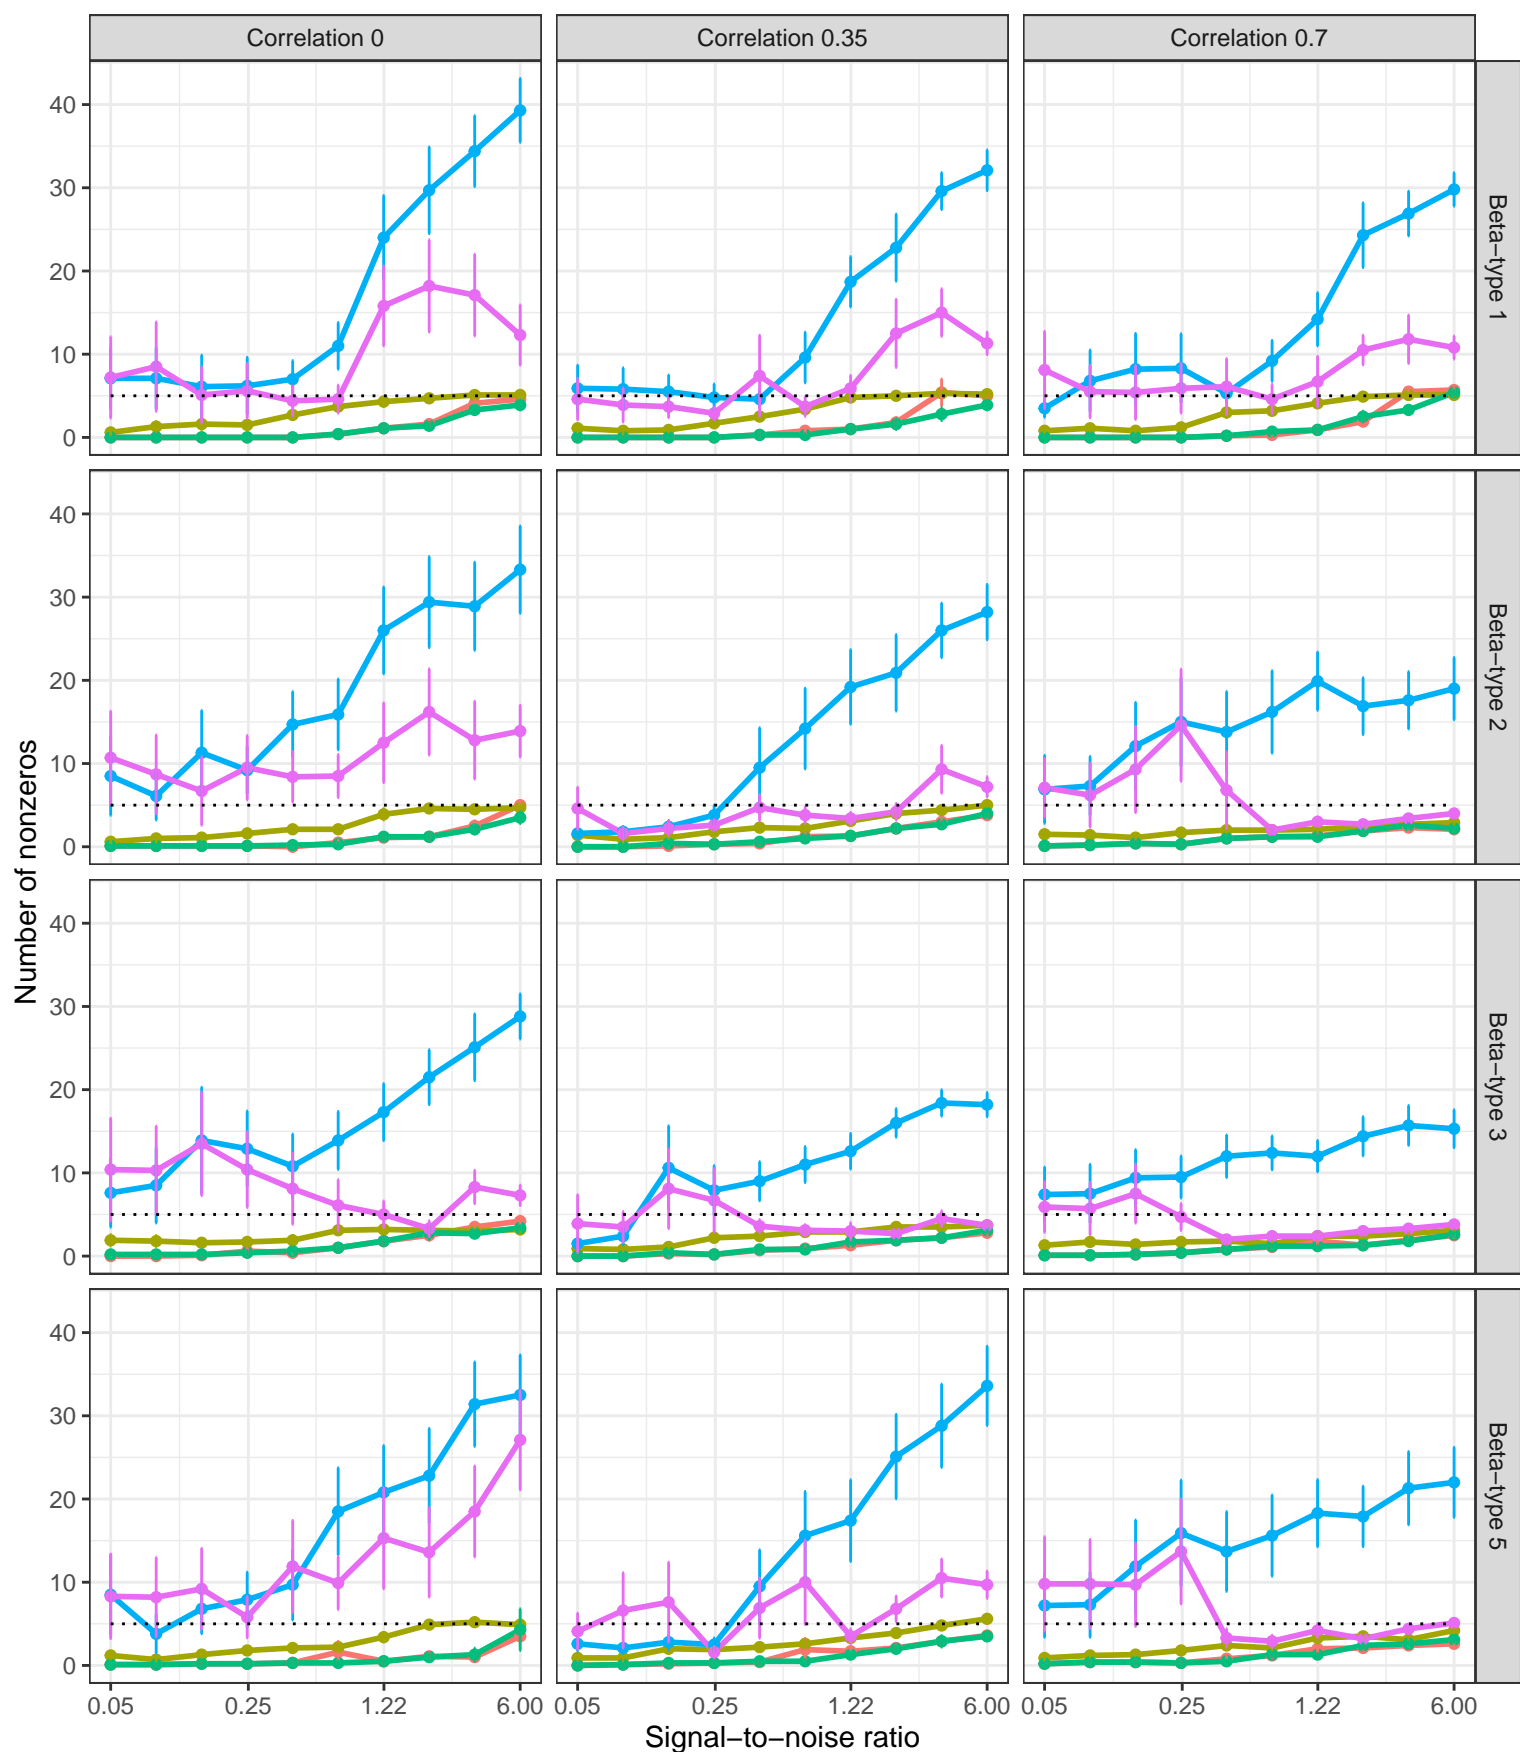 Correlation 0 Correlation 0.35 Correlation 0.7
Number of nonzeros
40
30
20
10
0
Beta−type 1
40
30
20
10
0
Beta−type 2
40
30
20
10
0
Beta−type 3
40
30
20
10
0
Beta−type 5
0.05 0.25 1.22 6.00 0.05 0.25 1.22 6.00 0.05 0.25 1.22 6.00
Signal−to−noise ratio